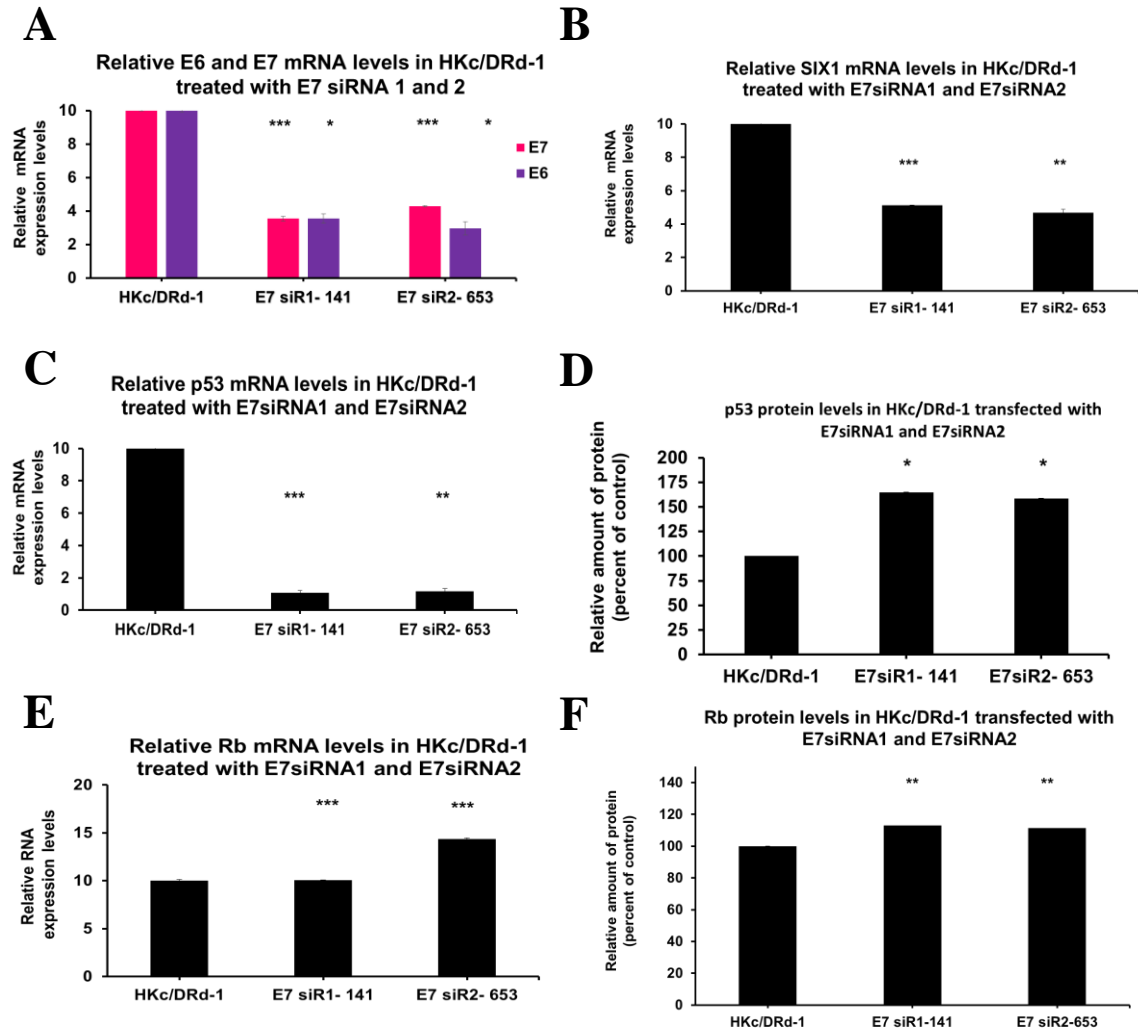 A
Relative E6 and E7 mRNA levels in HKc/DRd-1
treated with E7 siRNA 1 and 2
Relative mRNA
expression levels
10
8
6
4
2
0
*** * *** *
E7
E6
HKc/DRd-1 E7 siR1- 141 E7 siR2- 653
B
Relative SIX1 mRNA levels in HKc/DRd-1
treated with E7siRNA1 and E7siRNA2
Relative mRNA
expression levels
10
8
6
4
2
0
*** **
HKc/DRd-1 E7 siR1- 141 E7 siR2- 653
C
Relative p53 mRNA levels in HKc/DRd-1
treated with E7siRNA1 and E7siRNA2
Relative mRNA
expression levels
10
8
6
4
2
0
*** **
HKc/DRd-1 E7 siR1- 141 E7 siR2- 653
D
p53 protein levels in HKc/DRd-1 transfected with
E7siRNA1 and E7siRNA2
Relative amount of protein
(percent of control)
200
175
150
125
100
75
50
25
0
* *
HKc/DRd-1 E7siR1- 141 E7siR2- 653
E
Relative Rb mRNA levels in HKc/DRd-1
treated with E7siRNA1 and E7siRNA2
Relative RNA
expression levels
20
15
10
5
0
*** ***
HKc/DRd-1 E7 siR1- 141 E7 siR2- 653
F
Rb protein levels in HKc/DRd-1 transfected with
E7siRNA1 and E7siRNA2
Relative amount of protein
(percent of control)
140
120
100
80
60
40
20
0
** **
HKc/DRd-1 E7 siR1-141 E7 siR2-653